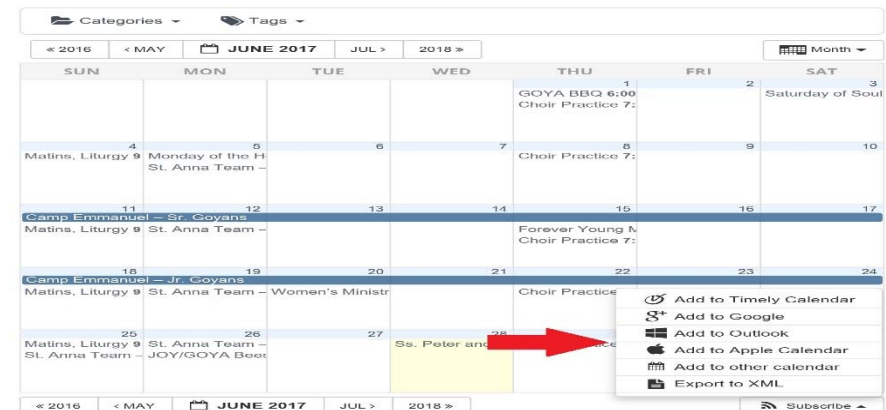 Categories Tags
« 2016 < MAY JUNE 2017 JUL > 2018 » Month
SUN MON TUE WED THU FRI SAT
1 2 3
GOYA BBQ 6:00 Saturday of Soul
Choir Practice 7:
4 5 6 7 8 9 10
Matins, Liturgy 9 Monday of the H Choir Practice 7:
St. Anna Team –
11 12 13 14 15 16 17
Camp Emmanuel – Sr. Goyans
Matins, Liturgy 9 St. Anna Team – Forever Young M
Choir Practice 7:
18 19 20 21 22 23 24
Camp Emmanuel – Jr. Goyans
Matins, Liturgy 9 St. Anna Team – Women's Ministr Choir Practice
25 26 27 28
Matins, Liturgy 9 St. Anna Team – Ss. Peter and
St. Anna Team – JOY/GOYA Bees
Add to Timely Calendar
Add to Google
Add to Outlook
Add to Apple Calendar
Add to other calendar
Export to XML
« 2016 < MAY JUNE 2017 JUL > 2018 » Subscribe